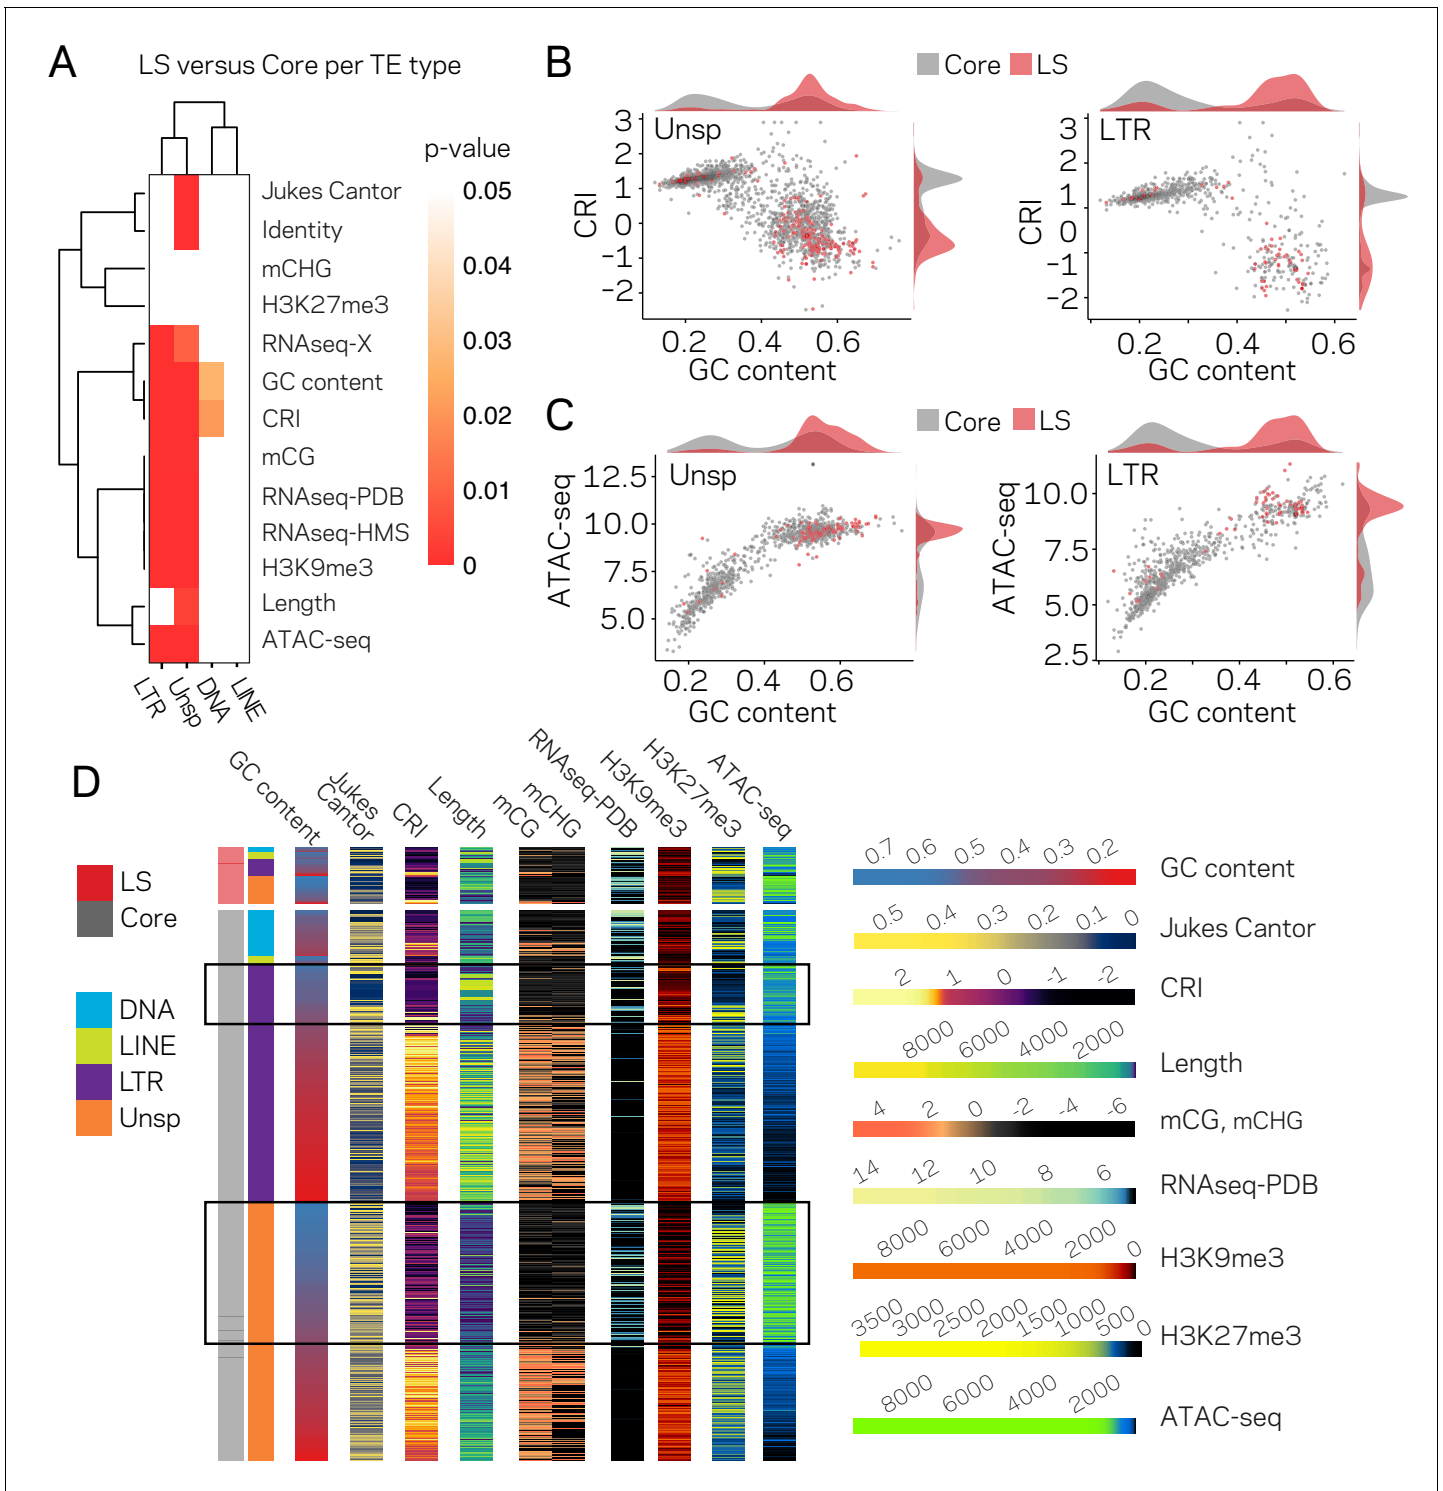 A
LS versus Core per TE type
p-value
0.05
0.04
0.03
0.02
0.01
0
Jukes Cantor
Identity
mCHG
H3K27me3
RNAseq-X
GC content
CRI
mCG
RNAseq-PDB
RNAseq-HMS
H3K9me3
Length
ATAC-seq
LTR
Unsp
DNA
LINE
B
Core
LS
Unsp
CRI
3
2
1
0
−1
−2
0.2 0.4 0.6
GC content
LTR
CRI
3
2
1
0
−1
−2
0.2 0.4 0.6
GC content
C
Core
LS
Unsp
ATAC-seq
12.5
10.0
7.5
5.0
0.2 0.4 0.6
GC content
LTR
ATAC-seq
10.0
7.5
5.0
2.5
0.2 0.4 0.6
GC content
D
GC content
Jukes
Cantor
CRI
Length
mCG
mCHG
RNAseq-PDB
H3K9me3
H3K27me3
ATAC-seq
LS
Core
DNA
LINE
LTR
Unsp
0.7 0.6 0.5 0.4 0.3 0.2
GC content
0.5 0.4 0.3 0.2 0.1 0
Jukes Cantor
2 1 0 -1 -2
CRI
8000 6000 4000 2000
Length
4 2 0 -2 -4 -6
mCG, mCHG
14 12 10 8 6
RNAseq-PDB
8000 6000 4000 2000 0
H3K9me3
3500 3000 2500 2000 1500 1000 500 0
H3K27me3
8000 6000 4000 2000
ATAC-seq